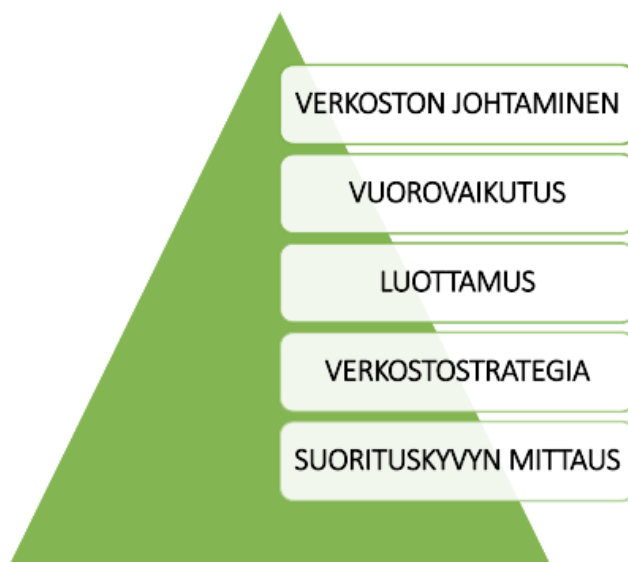 VERKOSTON JOHTAMINEN
VUOROVAIKUTUS
LUOTTAMUS
VERKOSTOSTRATEGIA
SUORITUSKYVYN MITTAUS